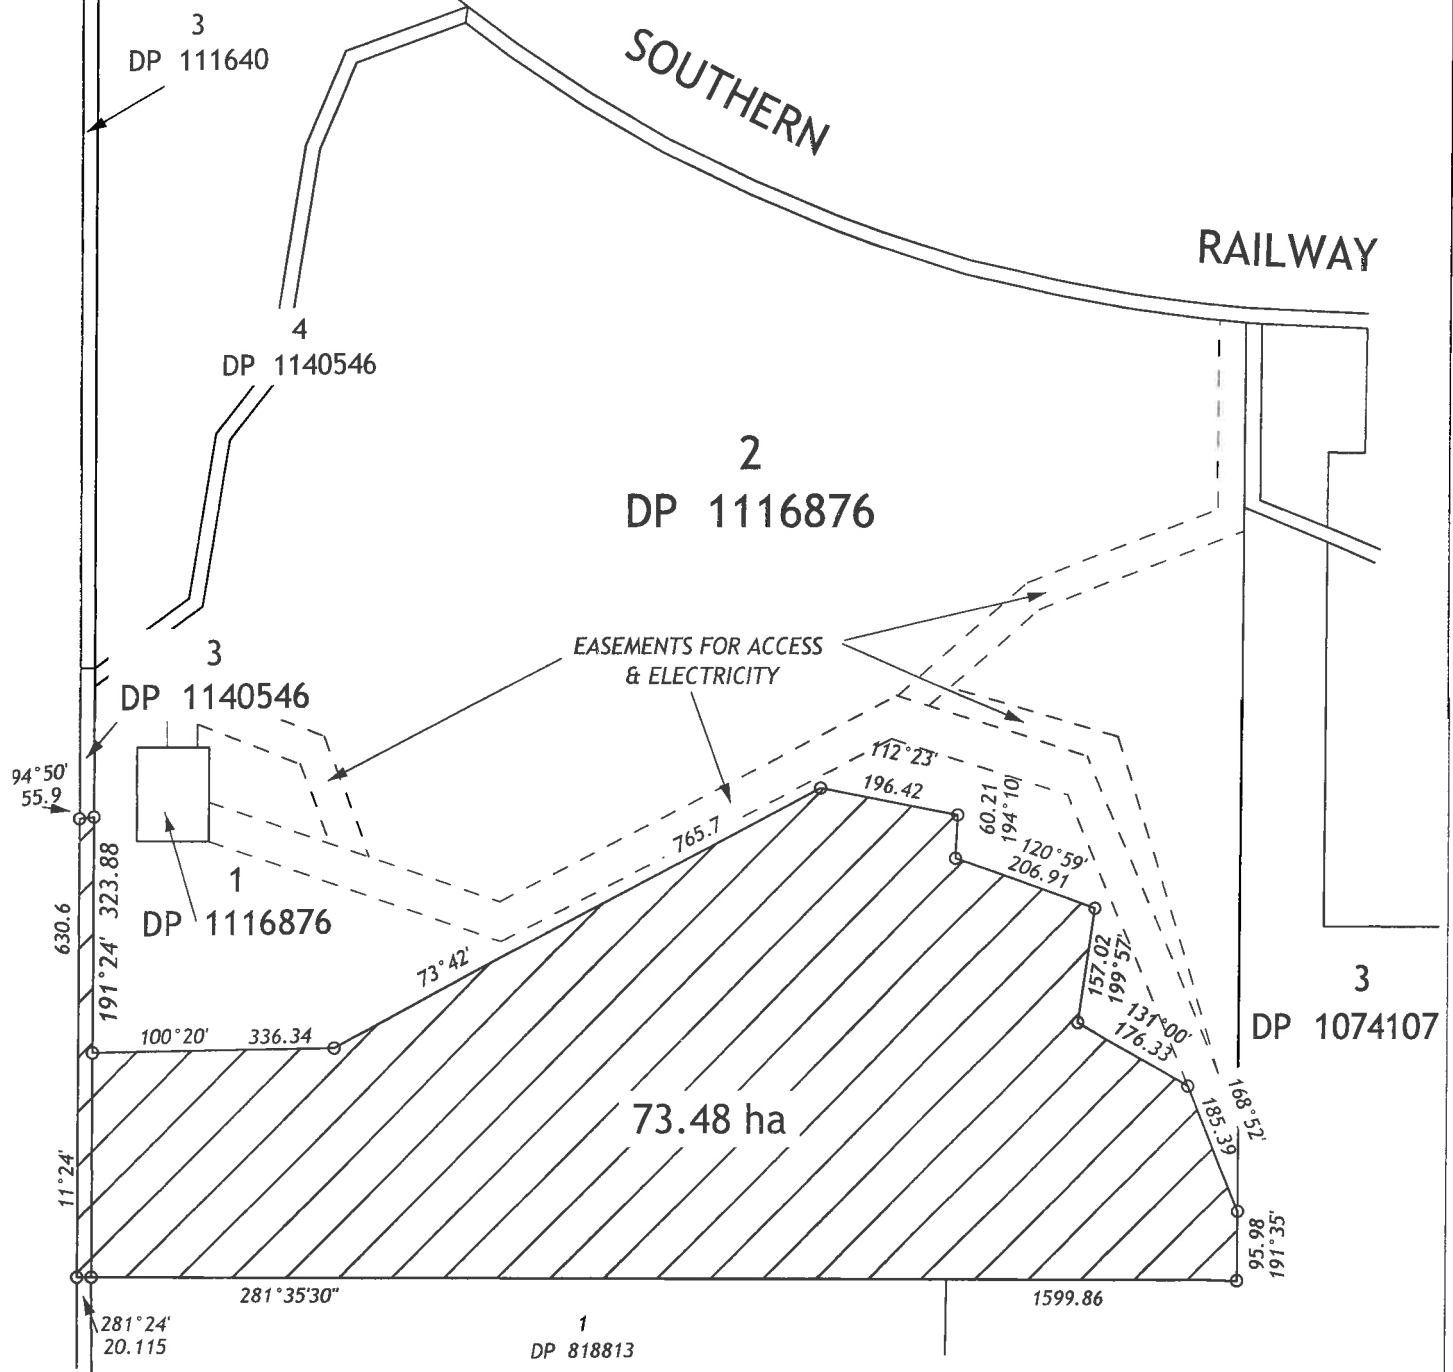 3
DP 111640
SOUTHERN
RAILWAY
4
DP 1140546
2
DP 1116876
EASEMENTS FOR ACCESS
& ELECTRICITY
3
DP 1140546
94°50'
55.9
112°23'
196.42
60.21
194°10'
765.7
120°59'
206.91
323.88
191°24'
630.6
1
DP 1116876
73°42'
157.02
199°57'
131°00'
176.33
3
DP 1074107
100°20' 336.34
73.48 ha
168°52'
185.39
11°24'
95.98
191°35'
281°35'30"
1599.86
281°24'
20.115
1
DP 818813